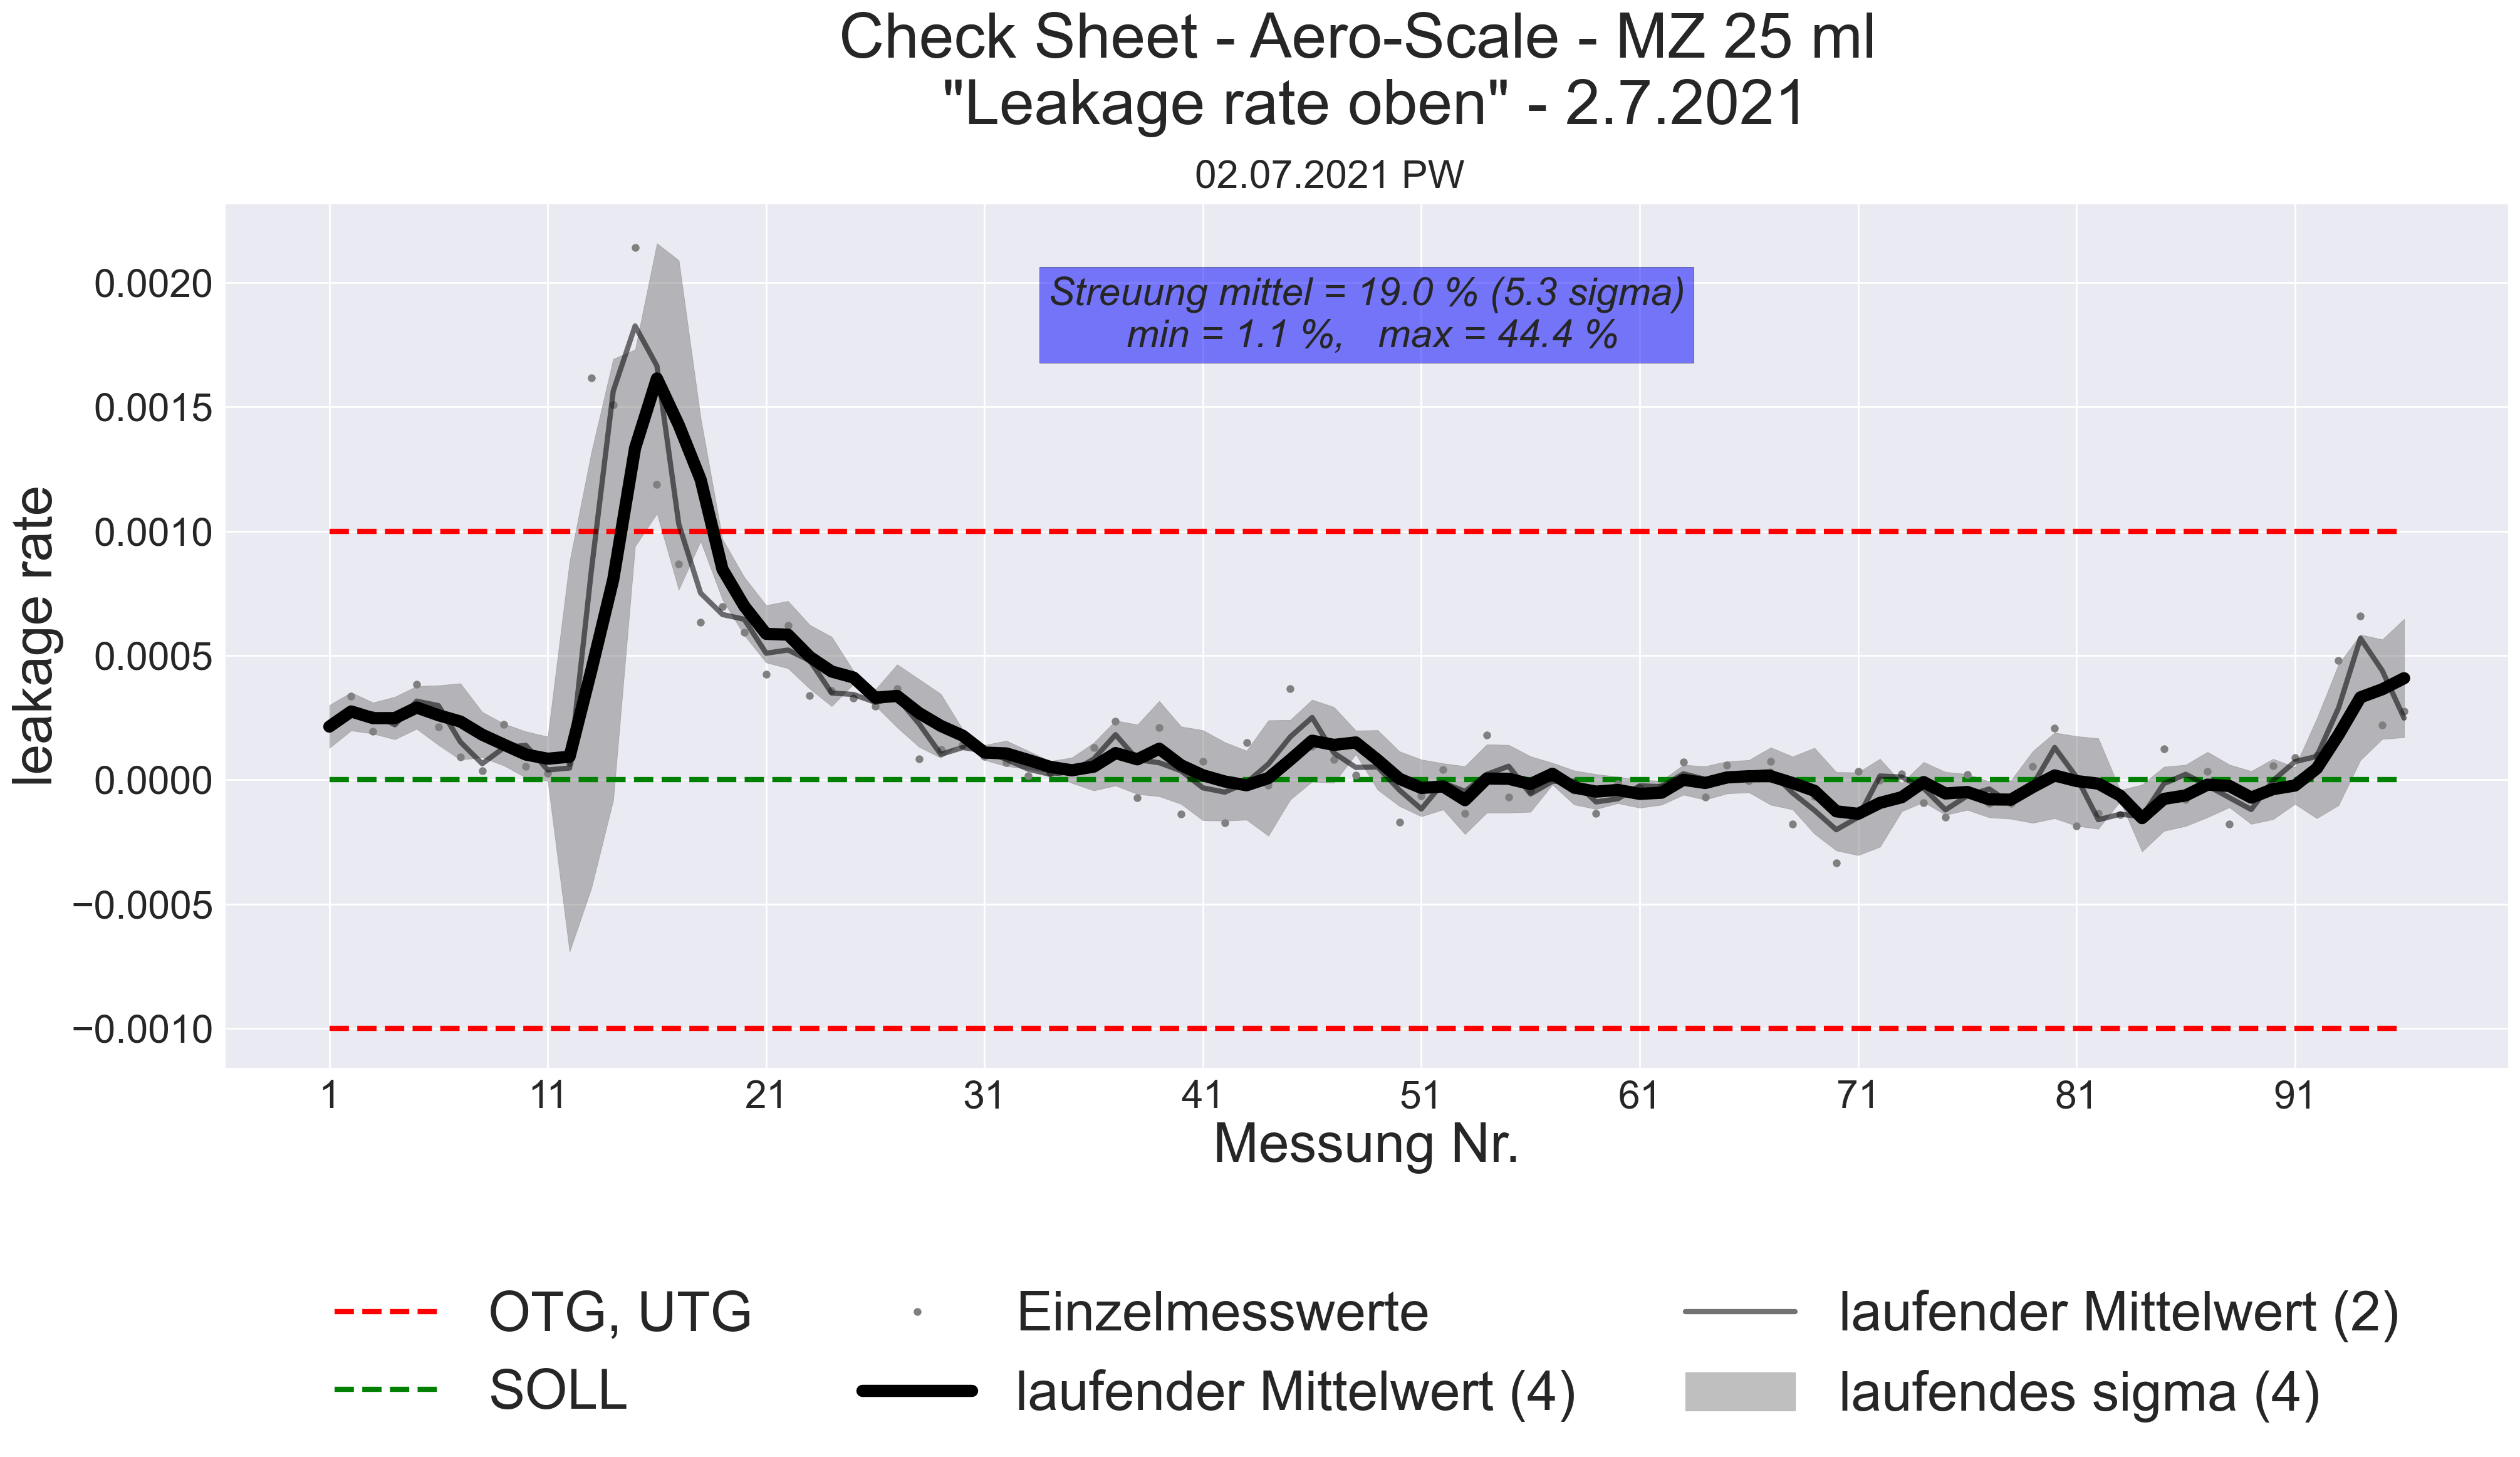 Check Sheet - Aero-Scale - MZ 25 ml
"Leakage rate oben" - 2.7.2021
02.07.2021 PW
Streuung mittel = 19.0 % (5.3 sigma)
min = 1.1 %,   max = 44.4 %
leakage rate
0.0020
0.0015
0.0010
0.0005
0.0000
−0.0005
−0.0010
1 11 21 31 41 51 61 71 81 91
Messung Nr.
OTG, UTG
SOLL
Einzelmesswerte
laufender Mittelwert (4)
laufender Mittelwert (2)
laufendes sigma (4)